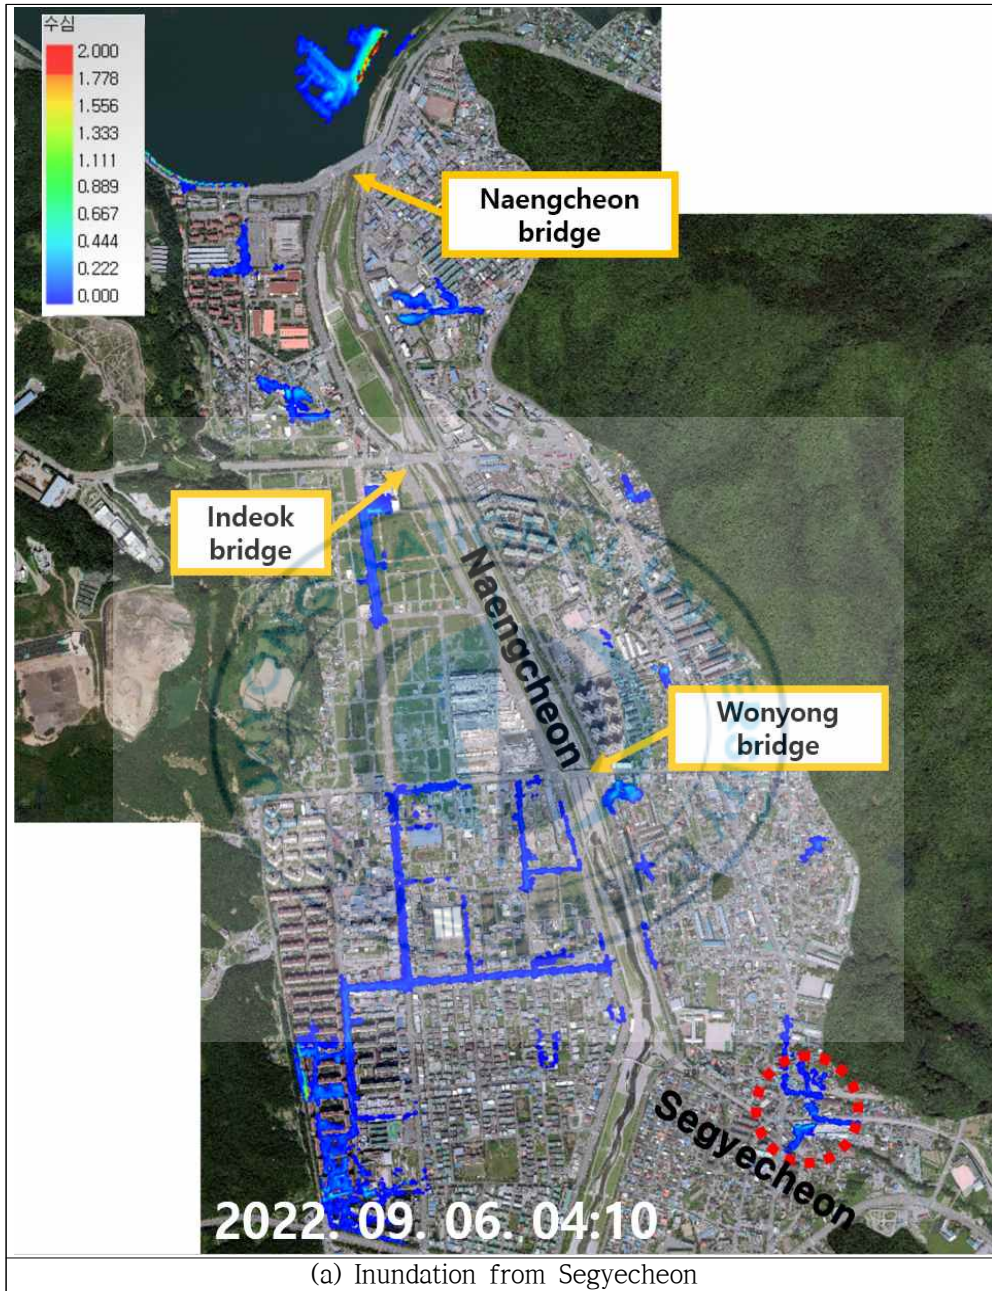 수심
2.000
1.778
1.556
1.333
1.111
0.889
0.667
0.444
0.222
0.000
Naengcheon
bridge
Indeok
bridge
Naengcheon
Wonyong
bridge
Segyecheon
2022. 09. 06. 04:10
(a) Inundation from Segyecheon